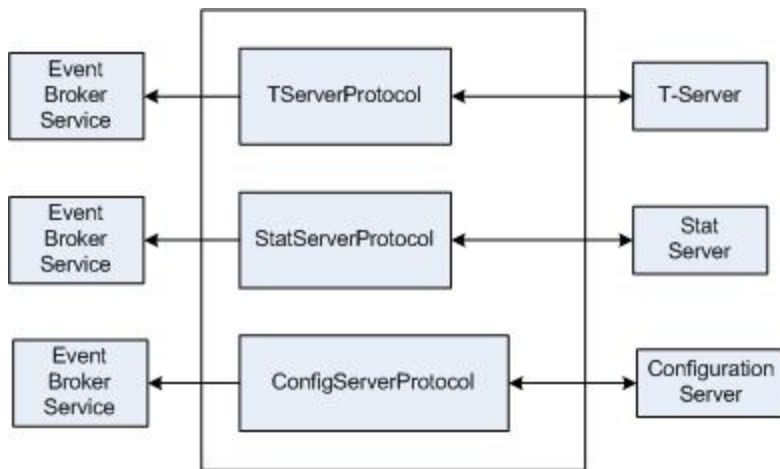 Event
Broker
Service
TServerProtocol
T-Server
Event
Broker
Service
StatServerProtocol
Stat
Server
Event
Broker
Service
ConfigServerProtocol
Configuration
Server